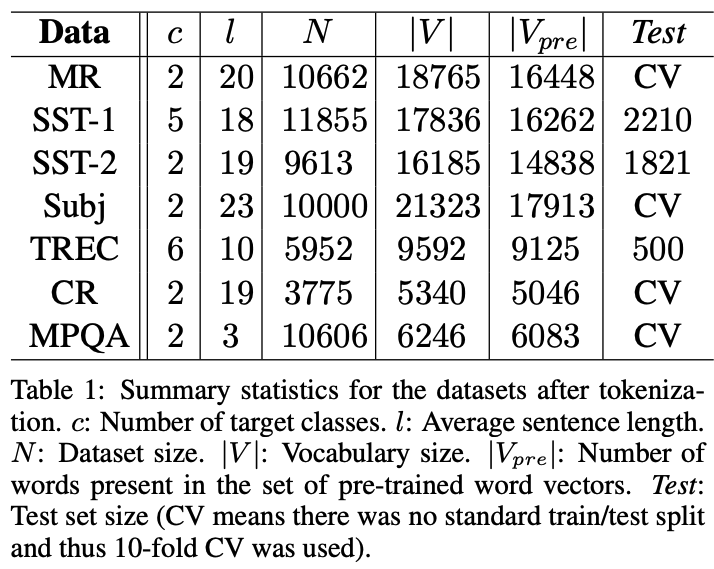 Data c l N |V| |Vpre| Test
MR 2 20 10662 18765 16448 CV
SST-1 5 18 11855 17836 16262 2210
SST-2 2 19 9613 16185 14838 1821
Subj 2 23 10000 21323 17913 CV
TREC 6 10 5952 9592 9125 500
CR 2 19 3775 5340 5046 CV
MPQA 2 3 10606 6246 6083 CV
Table 1: Summary statistics for the datasets after tokeniza-
tion. c: Number of target classes. l: Average sentence length.
N: Dataset size. |V|: Vocabulary size. |Vpre|: Number of
words present in the set of pre-trained word vectors. Test:
Test set size (CV means there was no standard train/test split
and thus 10-fold CV was used).